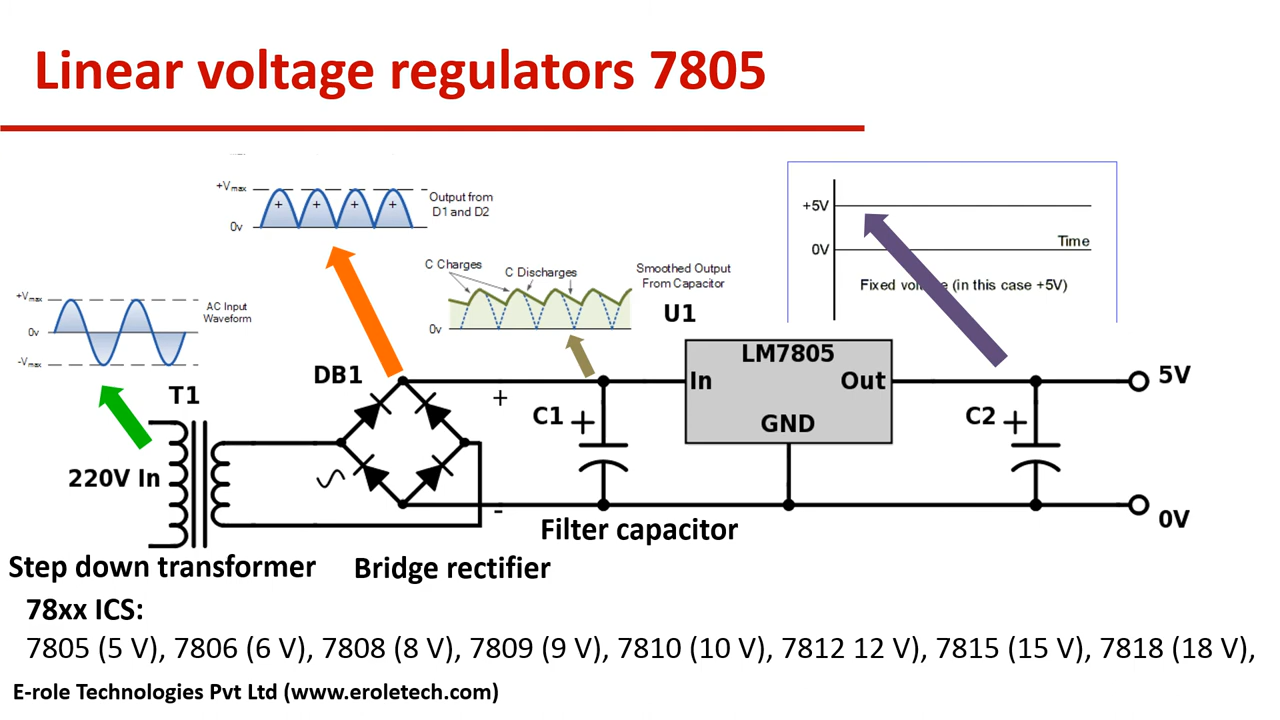 Linear voltage regulators 7805
+Vmax
0v
+ + + +
Output from
D1 and D2
C Charges
C Discharges
0v
Smoothed Output
From Capacitor
+5V
0V
Time
Fixed (in this case +5V)
+Vmax
0v
-Vmax
AC Input
Waveform
T1
220V In
DB1
+
-
C1 +
U1
LM7805
In
Out
GND
C2 +
5V
0V
Filter capacitor
Step down transformer
Bridge rectifier
78xx ICS:
7805 (5 V), 7806 (6 V), 7808 (8 V), 7809 (9 V), 7810 (10 V), 7812 12 V), 7815 (15 V), 7818 (18 V),
E-role Technologies Pvt Ltd (www.eroletech.com)